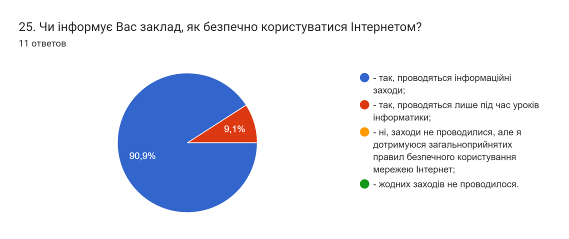 25. Чи інформує Вас заклад, як безпечно користуватися Інтернетом?
11 ответов
9,1%
90,9%
- так, проводяться інформаційні
заходи;
- так, проводяться лише під час уроків
інформатики;
- ні, заходи не проводилися, але я
дотримуюся загальноприйнятих
правил безпечного користування
мережею Інтернет;
- жодних заходів не проводилося.